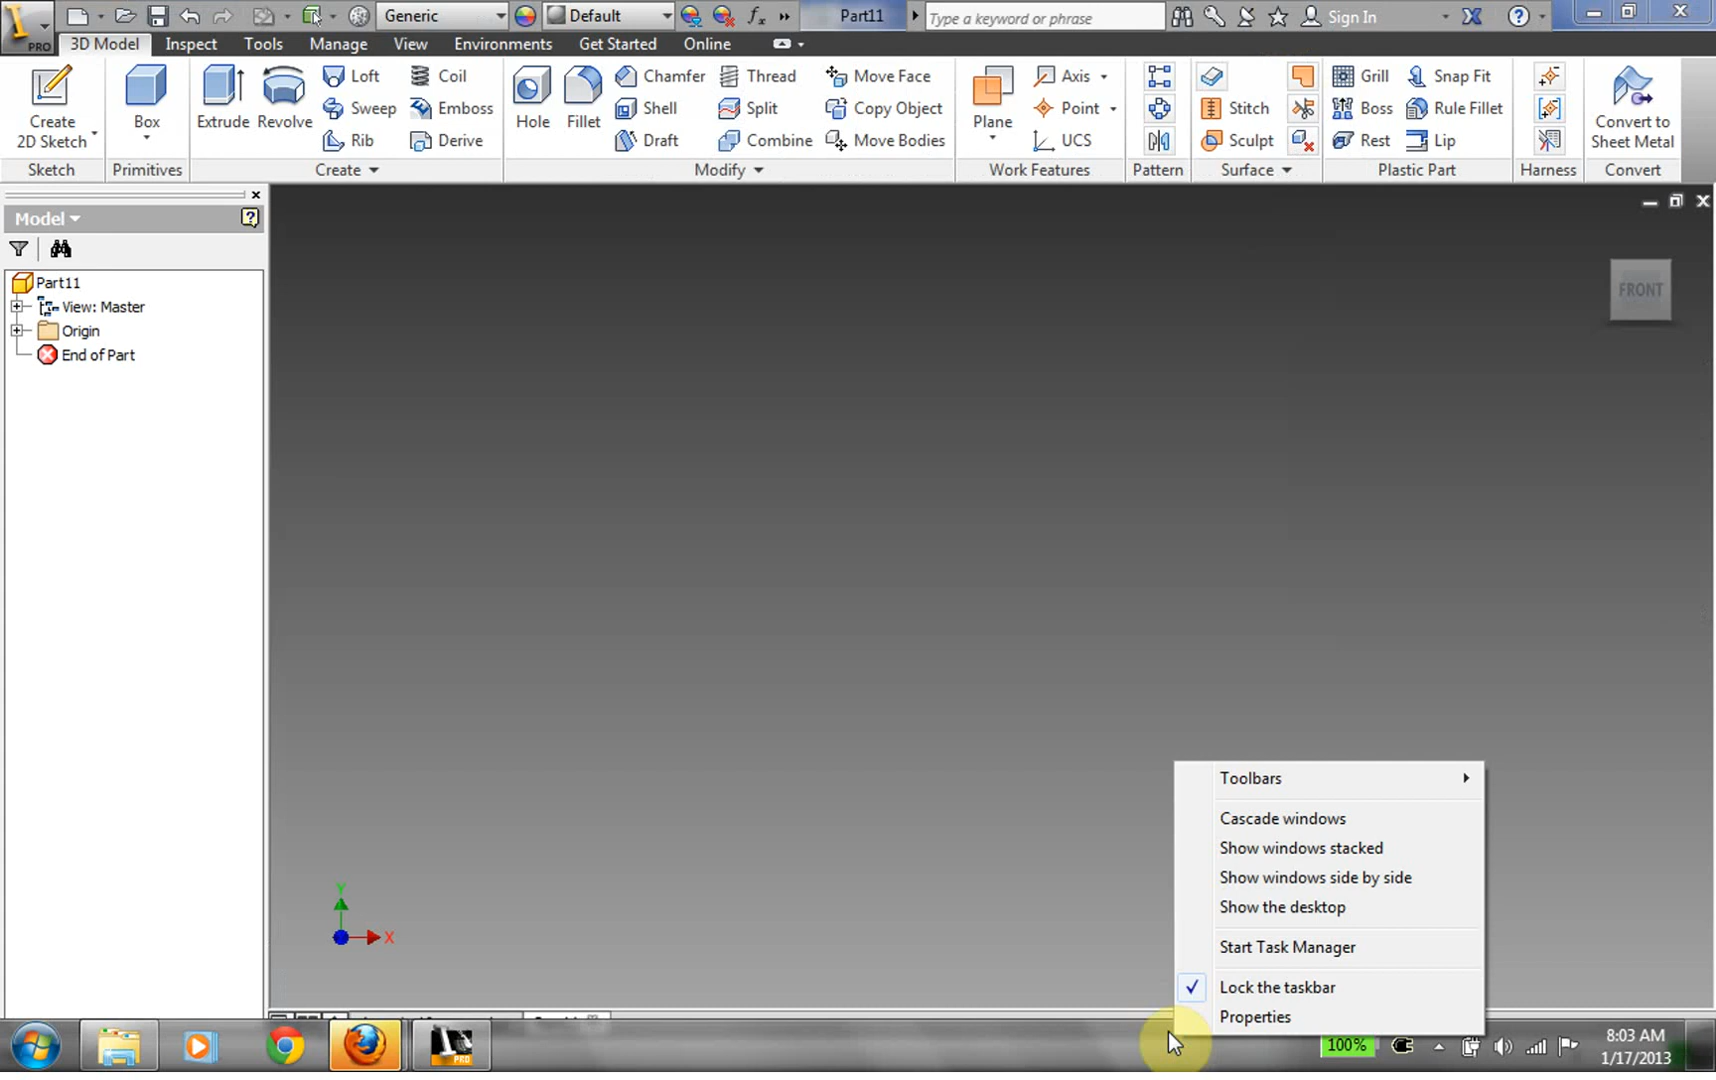 Generic Default Part11 Type a keyword or phrase Sign In
PRO 3D Model Inspect Tools Manage View Environments Get Started Online
Create 2D Sketch
Sketch
Box
Primitives
Extrude Revolve
Loft Coil
Sweep Emboss
Rib Derive
Create
Hole Fillet
Chamfer Thread Move Face
Shell Split Copy Object
Draft Combine Move Bodies
Modify
Plane
Axis
Point
UCS
Work Features
Pattern
Stitch
Sculpt
Surface
Grill Snap Fit
Boss Rule Fillet
Rest Lip
Plastic Part
Harness
Convert to
Sheet Metal
Convert
Model
Part11
View: Master
Origin
End of Part
FRONT
Y
X
Toolbars
Cascade windows
Show windows stacked
Show windows side by side
Show the desktop
Start Task Manager
Lock the taskbar
Properties
PRO
100%
8:03 AM
1/17/2013